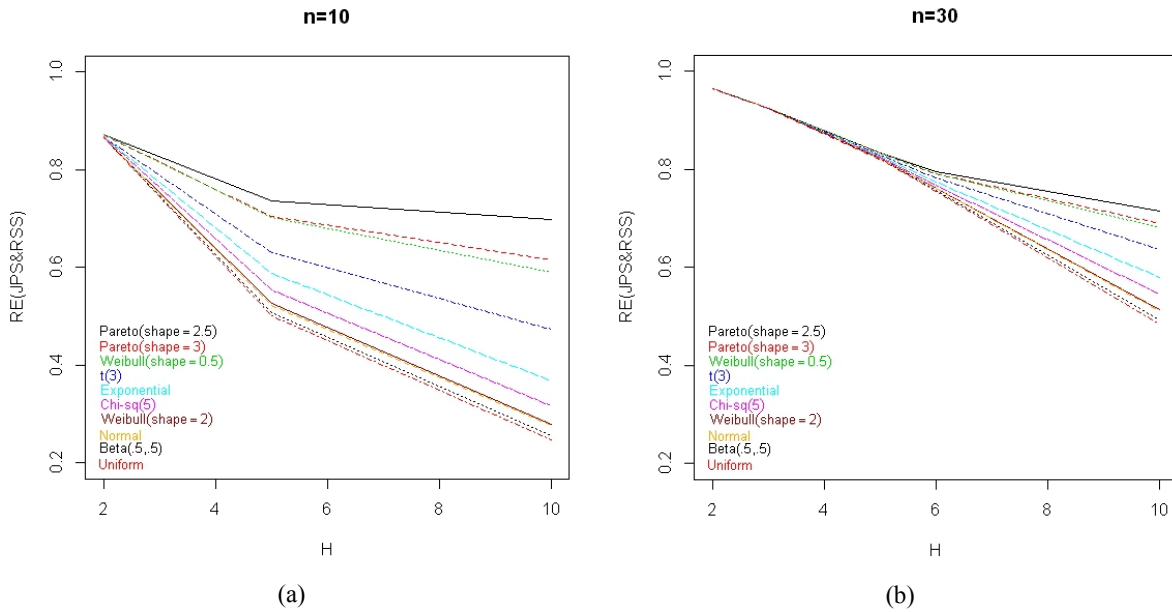 n=10
1.0
0.8
0.6
0.4
0.2
RE(JPS&RSS)
Pareto(shape = 2.5)
Pareto(shape = 3)
Weibull(shape = 0.5)
t(3)
Exponential
Chi-sq(5)
Weibull(shape = 2)
Normal
Beta(.5,.5)
Uniform
2
4
6
8
10
H
(a)
n=30
1.0
0.8
0.6
0.4
0.2
RE(JPS&RSS)
Pareto(shape = 2.5)
Pareto(shape = 3)
Weibull(shape = 0.5)
t(3)
Exponential
Chi-sq(5)
Weibull(shape = 2)
Normal
Beta(.5,.5)
Uniform
2
4
6
8
10
H
(b)